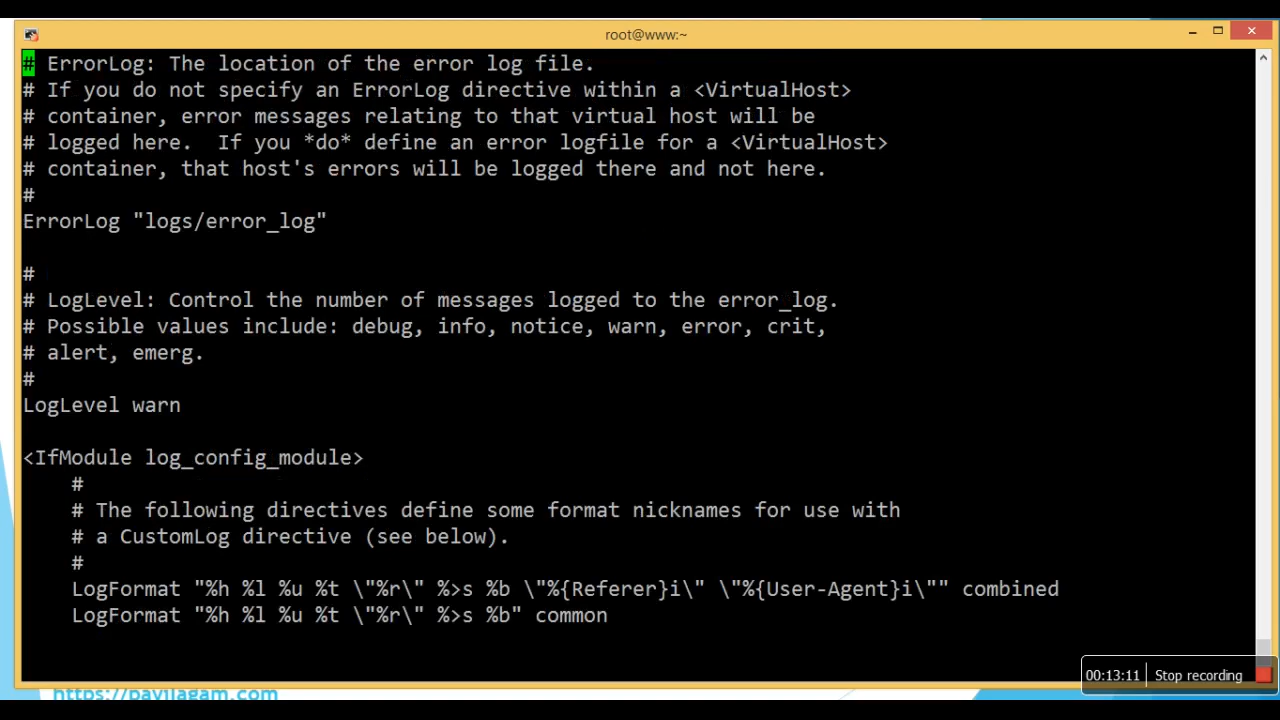 root@www:~
# ErrorLog: The location of the error log file.
# If you do not specify an ErrorLog directive within a <VirtualHost>
# container, error messages relating to that virtual host will be
# logged here.  If you *do* define an error logfile for a <VirtualHost>
# container, that host's errors will be logged there and not here.
#
ErrorLog "logs/error_log"
#
# LogLevel: Control the number of messages logged to the error_log.
# Possible values include: debug, info, notice, warn, error, crit,
# alert, emerg.
#
LogLevel warn
<IfModule log_config_module>
    #
    # The following directives define some format nicknames for use with
    # a CustomLog directive (see below).
    #
    LogFormat "%h %l %u %t \"%r\" %>s %b \"%{Referer}i\" \"%{User-Agent}i\"" combined
    LogFormat "%h %l %u %t \"%r\" %>s %b" common
00:13:11 Stop recording
https://payilagam.com